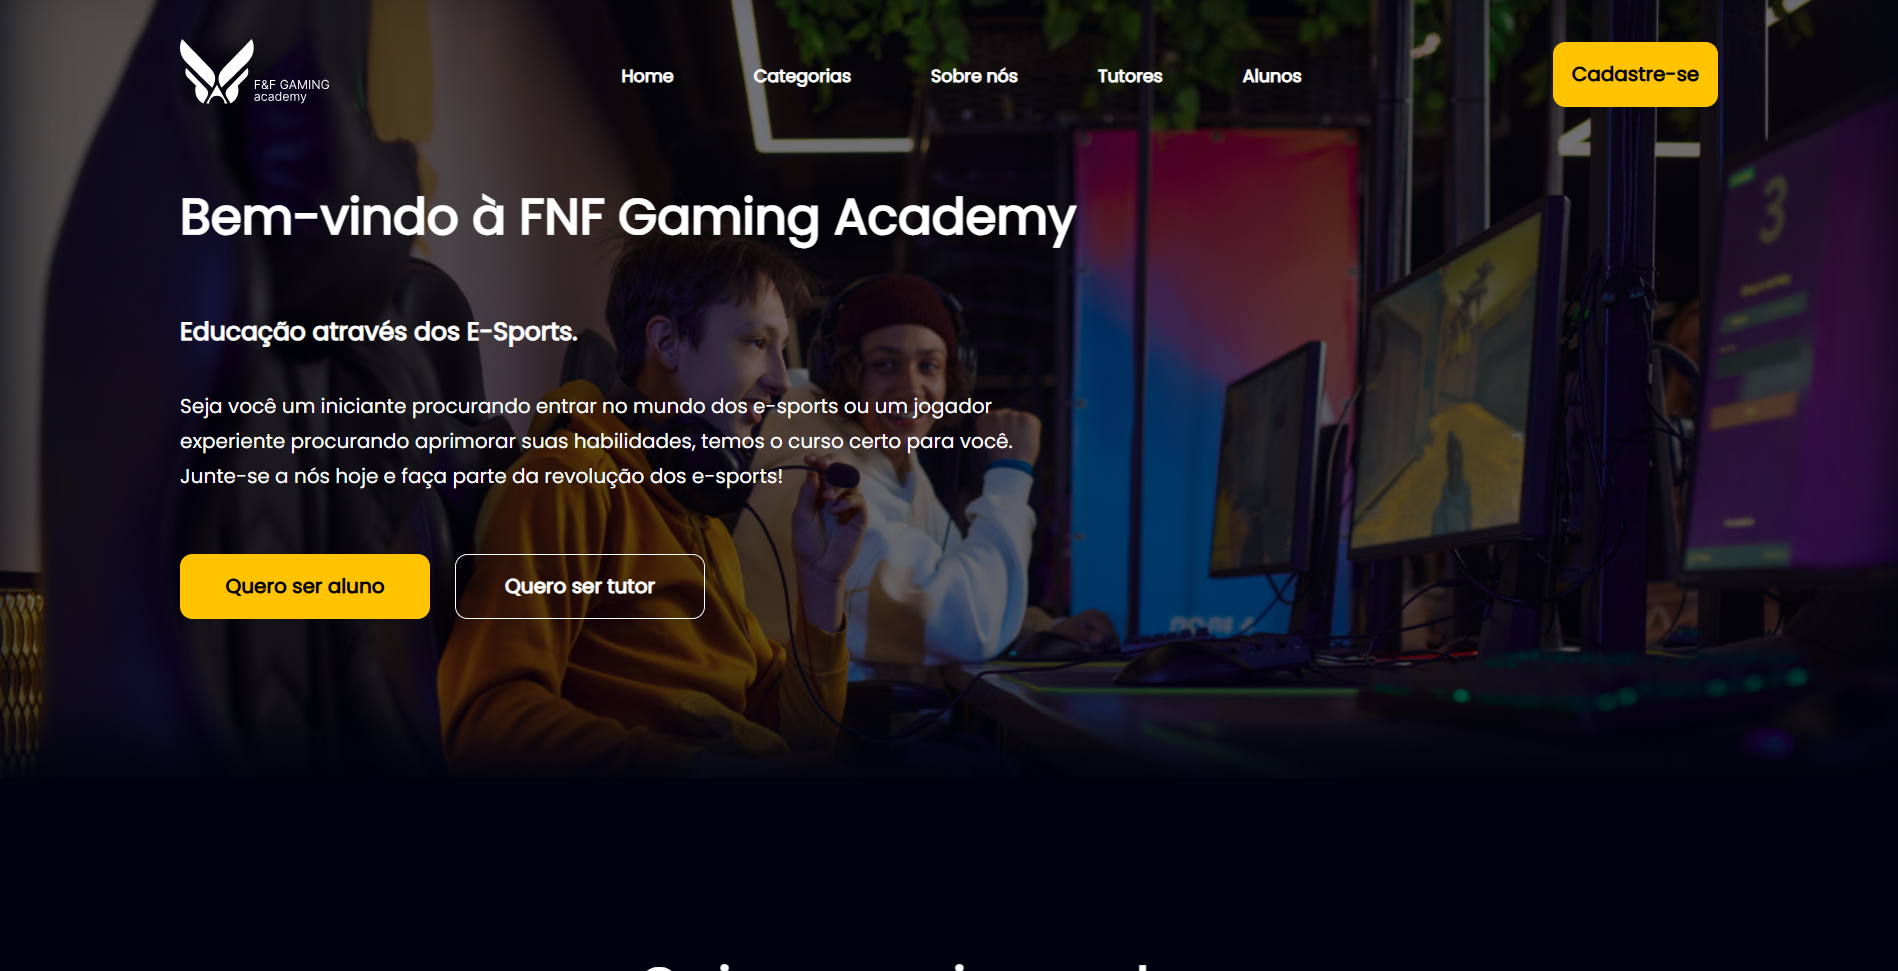 F&F GAMING
academy
Home
Categorias
Sobre nós
Tutores
Alunos
Cadastre-se
Bem-vindo à FNF Gaming Academy
Educação através dos E-Sports.
Seja você um iniciante procurando entrar no mundo dos e-sports ou um jogador
experiente procurando aprimorar suas habilidades, temos o curso certo para você.
Junte-se a nós hoje e faça parte da revolução dos e-sports!
Quero ser aluno
Quero ser tutor
3